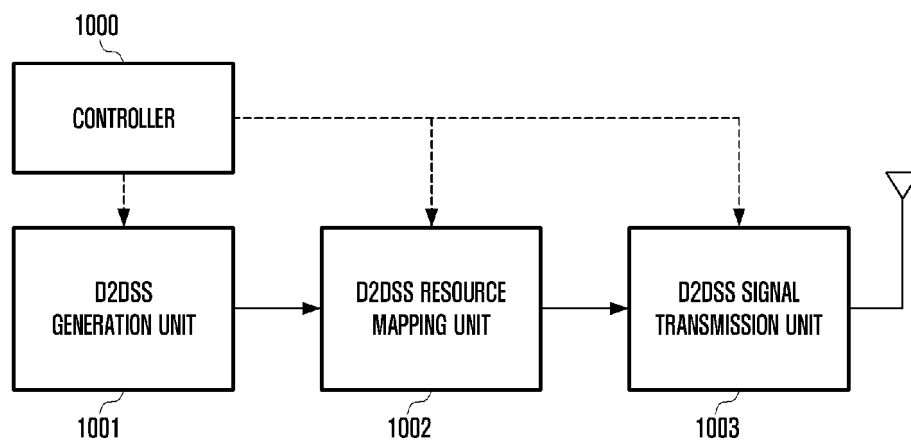 1000
CONTROLLER
D2DSS
GENERATION UNIT
D2DSS RESOURCE
MAPPING UNIT
D2DSS SIGNAL
TRANSMISSION UNIT
1001
1002
1003